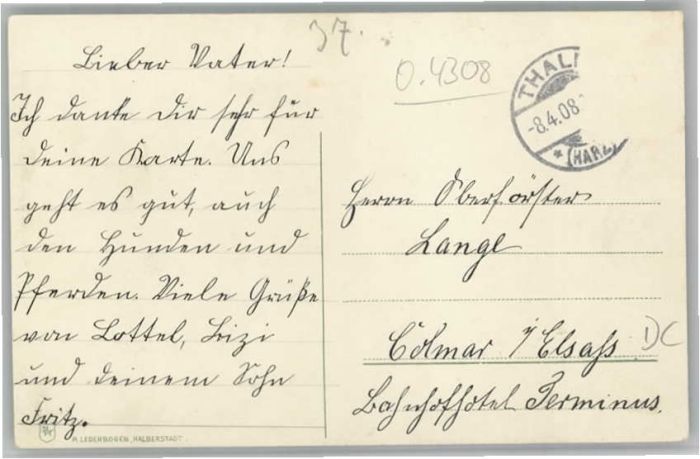 37.
0.4308
Lieber Vater!
Ich danke Dir sehr für
deine Karte. Uns
geht es gut, auch
den Hunden und
Pferden. Viele Grüße
von Lottel, Lizi
und deinem Sohn
Fritz.
R. LEDERBOGEN, HALBERSTADT.
THALE
-8.4.08
* (HARZ)
Herrn Oberförster
Lange
Colmar i/Elsass
Bahnhofhotel Terminus.
DC